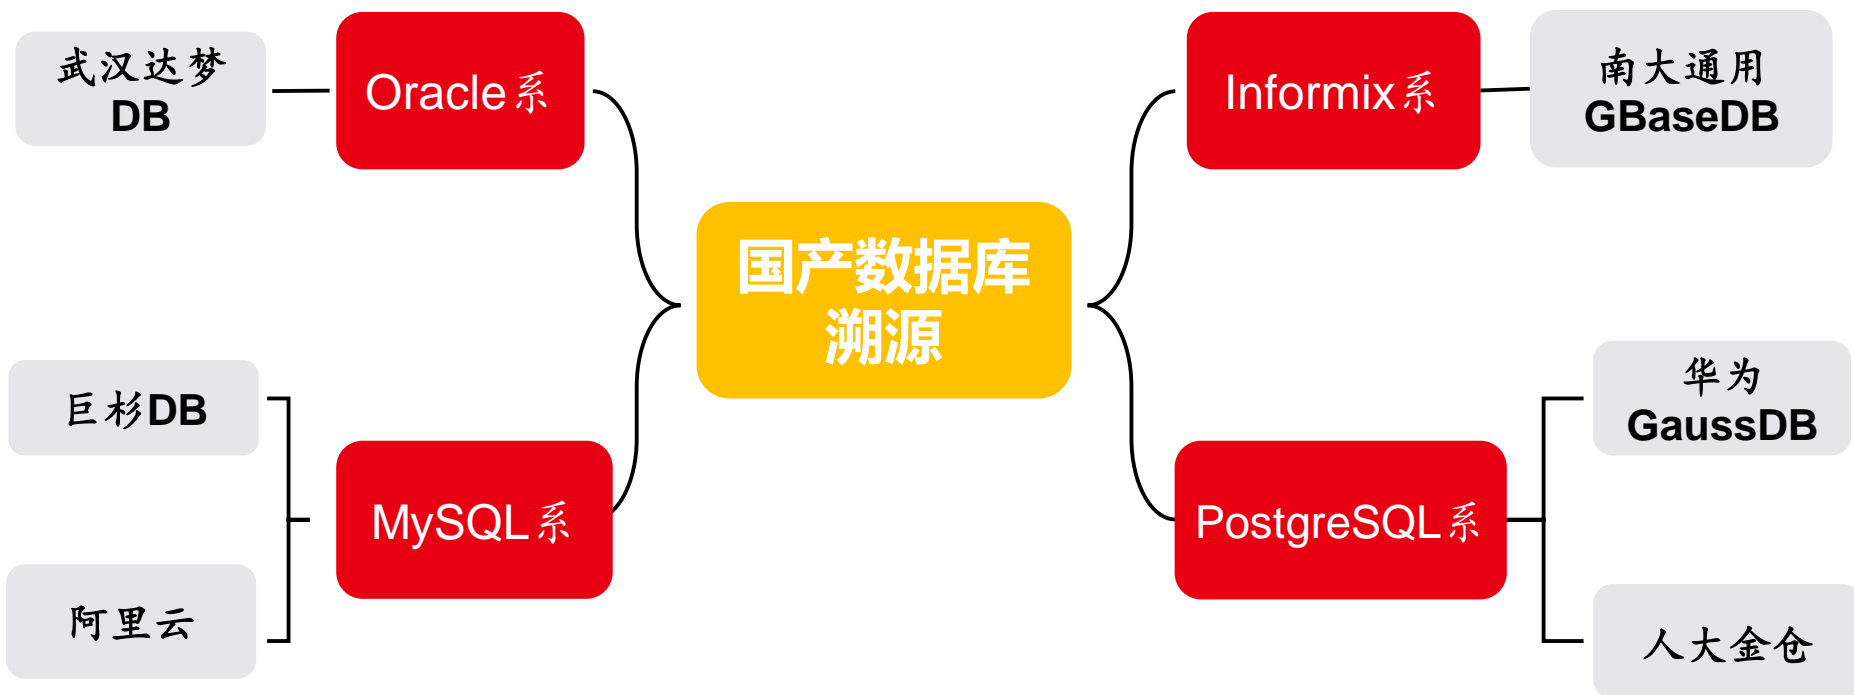 武汉达梦
DB
Oracle系
Informix系
南大通用
GBaseDB
国产数据库
溯源
巨杉DB
MySQL系
阿里云
华为
GaussDB
PostgreSQL系
人大金仓